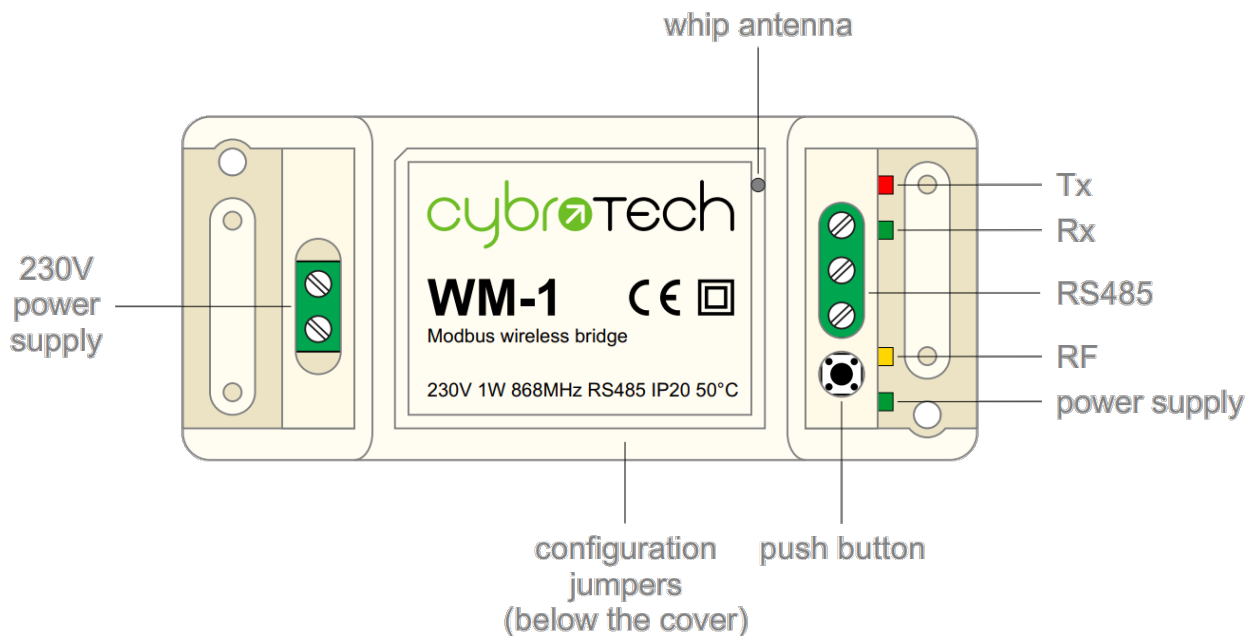 whip antenna
cybrotech
WM-1 CE
Modbus wireless bridge
230V 1W 868MHz RS485 IP20 50°C
230V
power
supply
Tx
Rx
RS485
RF
power supply
configuration
jumpers
(below the cover)
push button